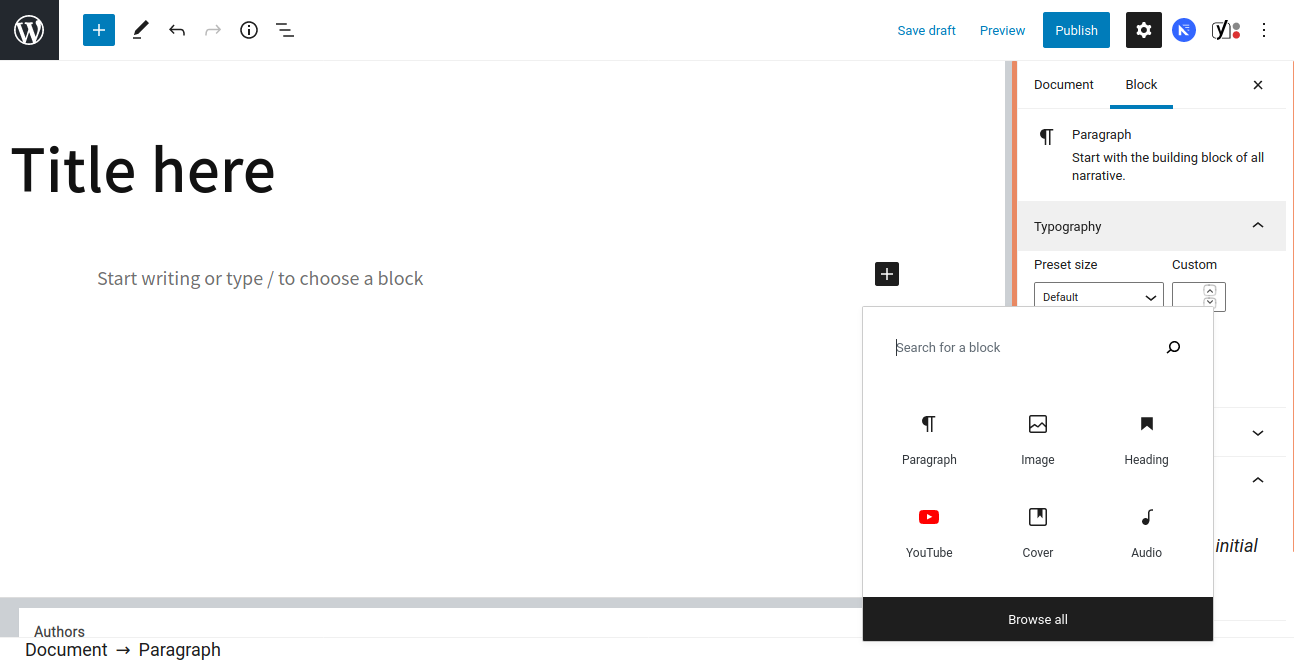 Save draft
Preview
Publish
Document
Block
Paragraph
Start with the building block of all
narrative.
Typography
Preset size
Custom
Default
Title here
Start writing or type / to choose a block
Search for a block
Paragraph
Image
Heading
YouTube
Cover
Audio
Browse all
initial
Authors
Document → Paragraph